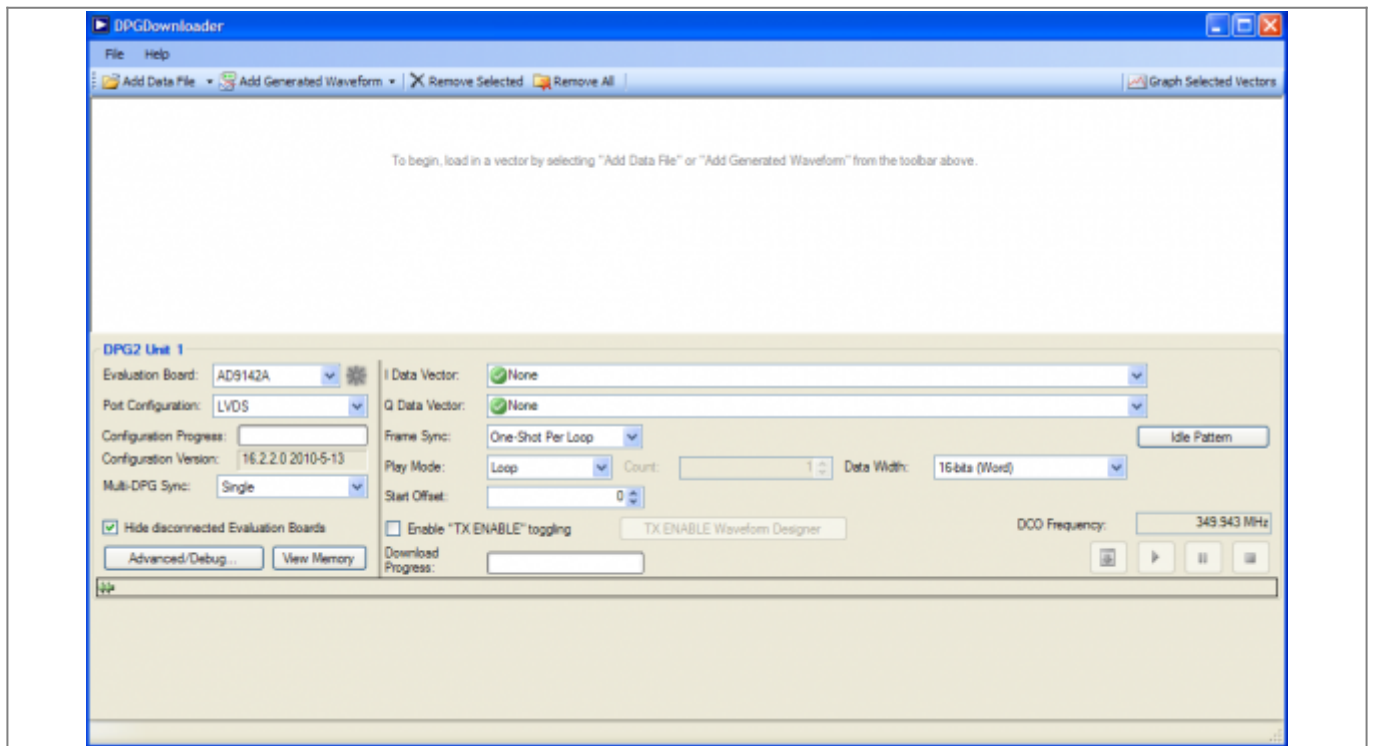 DPGDownloader
File Help
Add Data File Add Generated Waveform Remove Selected Remove All Graph Selected Vectors
To begin, load in a vector by selecting "Add Data File" or "Add Generated Waveform" from the toolbar above.
DPG2 Unit 1
Evaluation Board: AD9142A I Data Vector: None
Port Configuration: LVDS Q Data Vector: None
Configuration Progress: Frame Sync: One-Shot Per Loop Idle Pattern
Configuration Version: 16.2.2.0 2010-5-13
Play Mode: Loop Count: 1 Data Width: 16-bits (Word)
Multi-DPG Sync: Single
Start Offset: 0
Hide disconnected Evaluation Boards Enable "TX ENABLE" toggling TX ENABLE Waveform Designer DCO Frequency: 349.943 MHz
Advanced/Debug... View Memory Download
Progress: